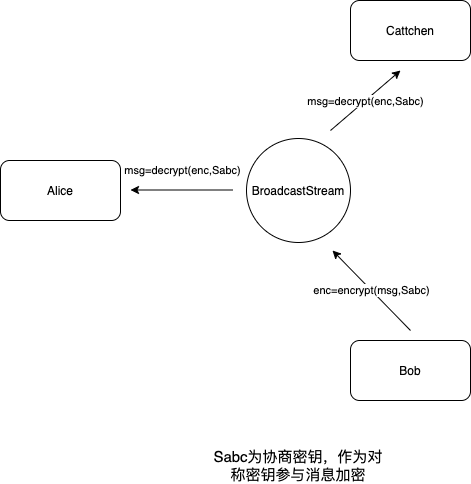 Cattchen
msg=decrypt(enc,Sabc)
msg=decrypt(enc,Sabc)
Alice
BroadcastStream
enc=encrypt(msg,Sabc)
Bob
Sabc为协商密钥，作为对
称密钥参与消息加密